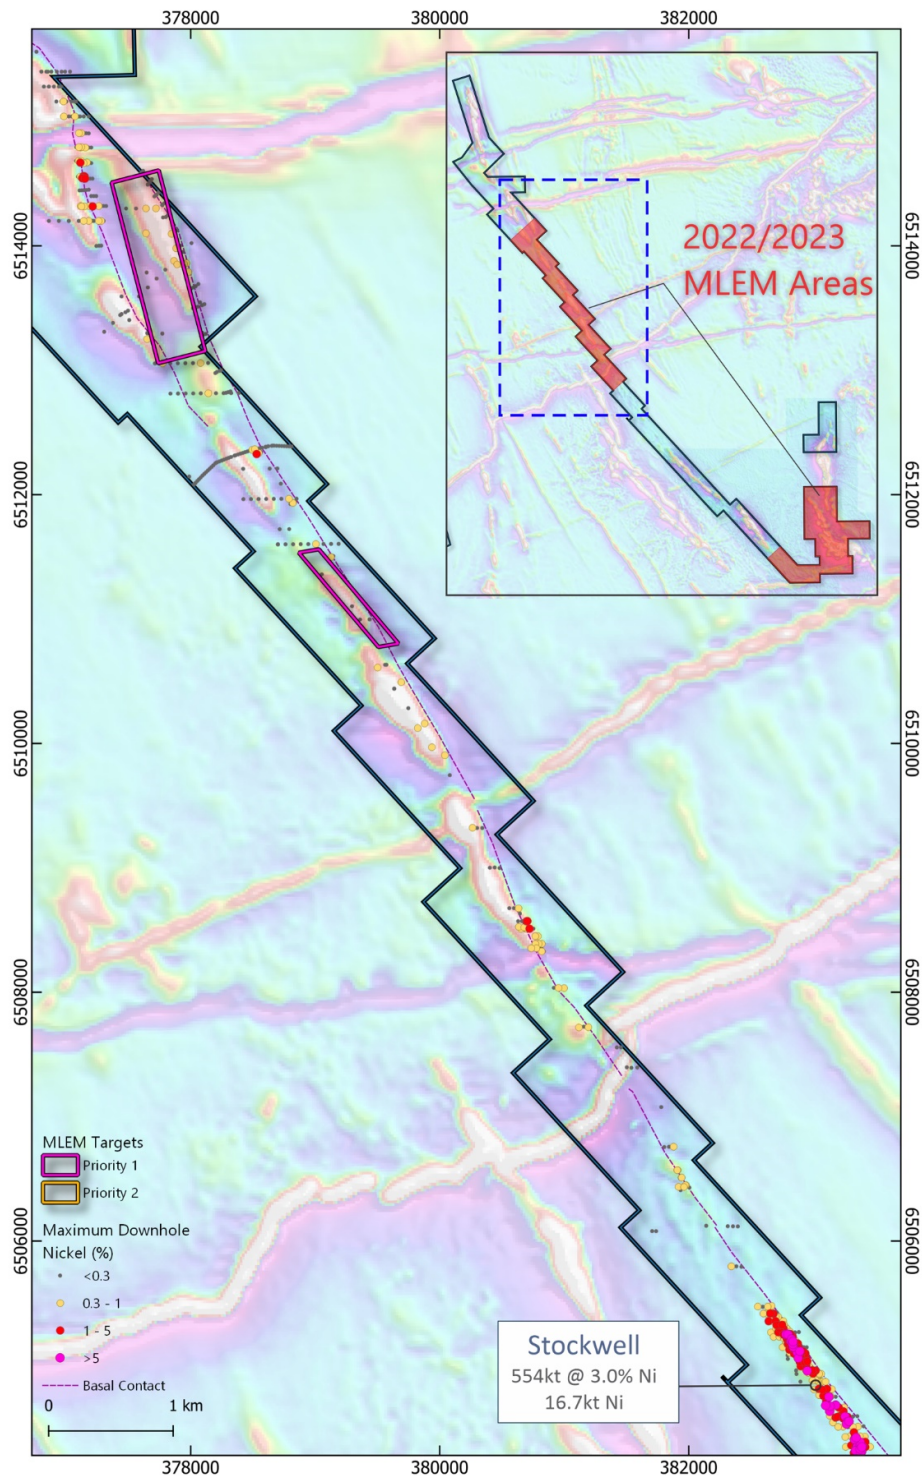 378000
380000
382000
2022/2023
MLEM Areas
6514000
6514000
6512000
6512000
6510000
6510000
6508000
6508000
6506000
6506000
MLEM Targets
Priority 1
Priority 2
Maximum Downhole
Nickel (%)
<0.3
0.3 - 1
1 - 5
>5
Basal Contact
0 1 km
Stockwell
554kt @ 3.0% Ni
16.7kt Ni
378000
380000
382000